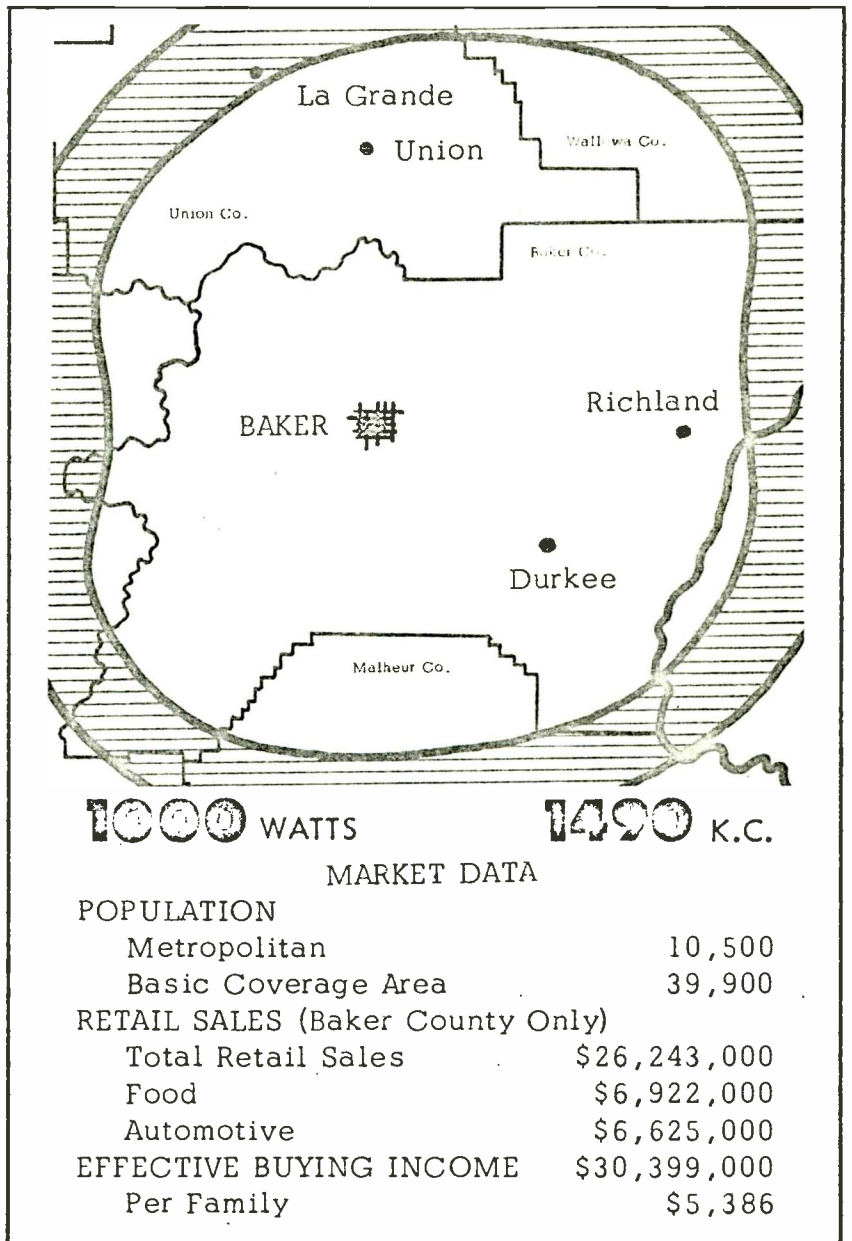 La Grande
Union
Wallowa Co.
Union Co.
Baker Co.
Richland
BAKER
Durkee
Malheur Co.
1000 WATTS 1490 K.C.
MARKET DATA
POPULATION
Metropolitan 10,500
Basic Coverage Area 39,900
RETAIL SALES (Baker County Only)
Total Retail Sales $26,243,000
Food $6,922,000
Automotive $6,625,000
EFFECTIVE BUYING INCOME $30,399,000
Per Family $5,386